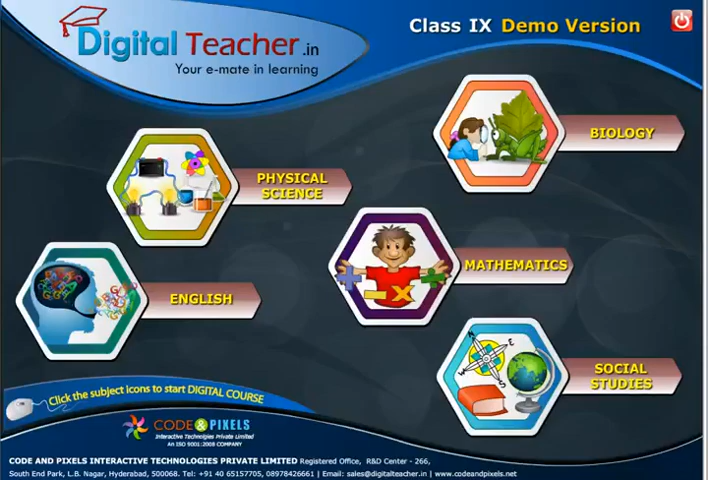 Digital Teacher.in
Your e-mate in learning
Class IX Demo Version
BIOLOGY
PHYSICAL
SCIENCE
MATHEMATICS
ENGLISH
SOCIAL
STUDIES
Click the subject icons to start DIGITAL COURSE
CODE & PIXELS
Interactive Technologies Private Limited
An ISO 9001:2008 COMPANY
CODE AND PIXELS INTERACTIVE TECHNOLOGIES PRIVATE LIMITED Registered Office, R&D Center - 266,
South End Park, L.B. Nagar, Hyderabad, 500068. Tel: +91 40 65157705, 08978426661 | Email: sales@digitalteacher.in | www.codeandpixels.net